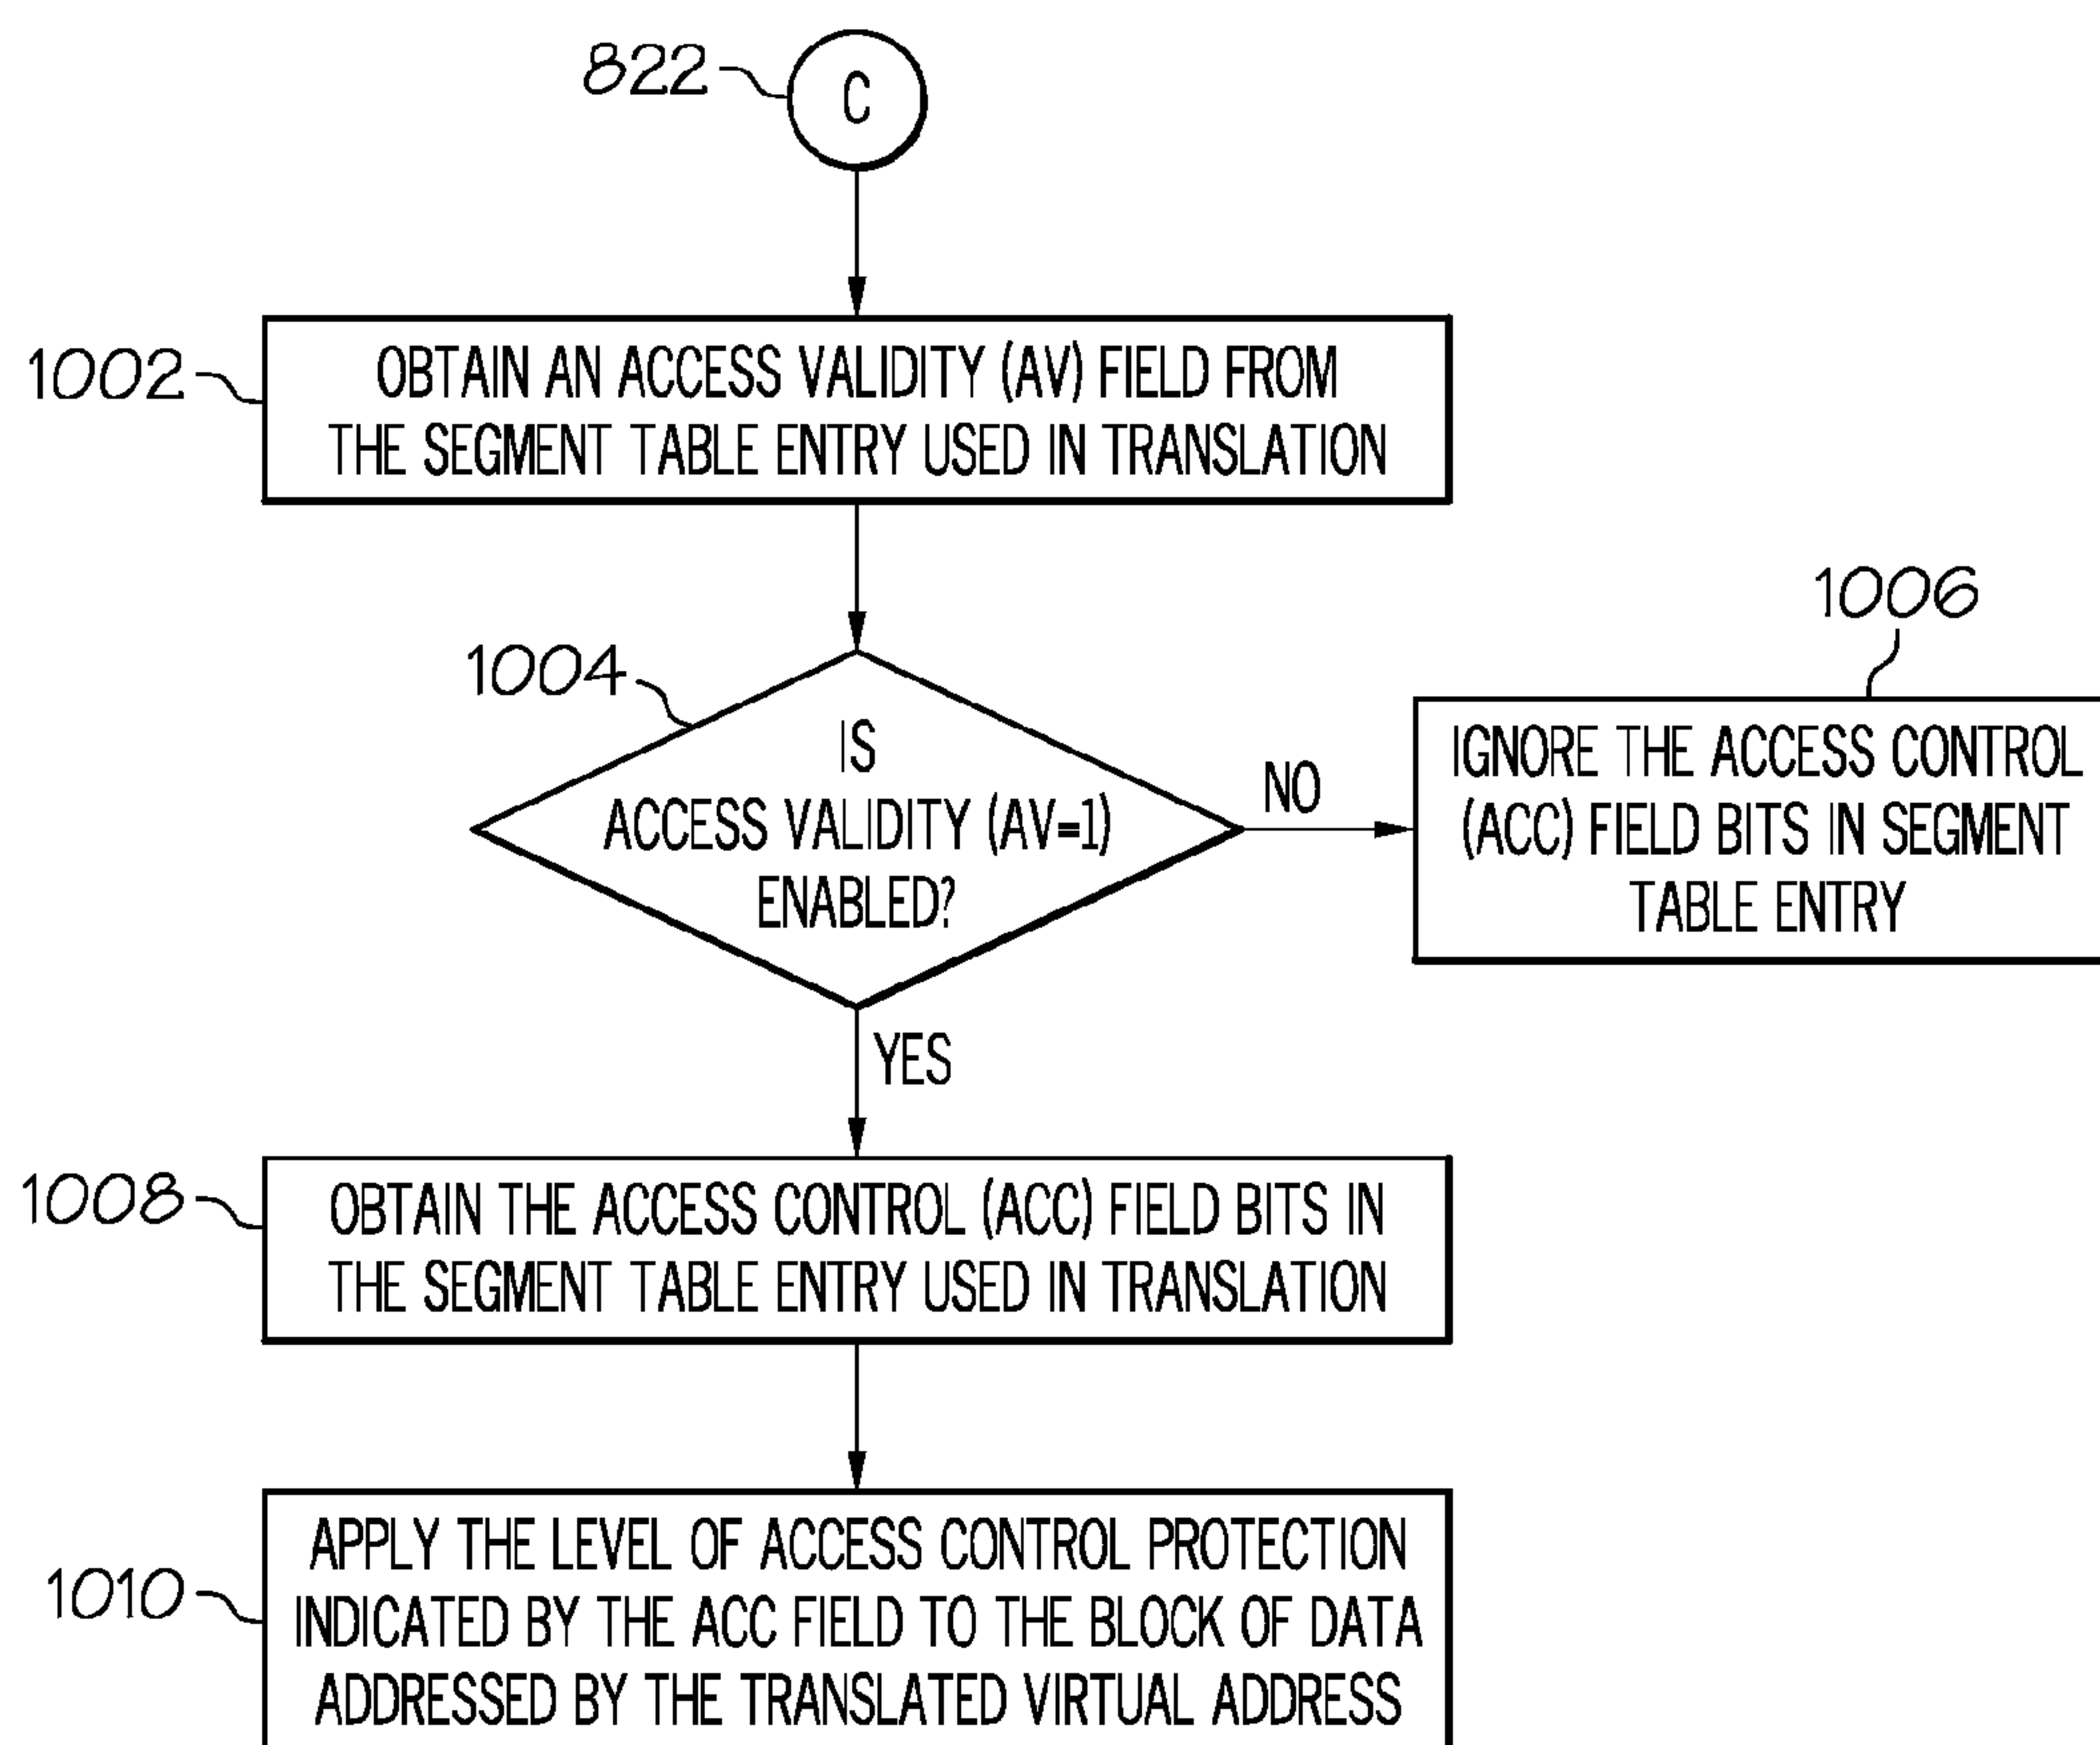 822
C
1002
OBTAIN AN ACCESS VALIDITY (AV) FIELD FROM
THE SEGMENT TABLE ENTRY USED IN TRANSLATION
1004
IS
ACCESS VALIDITY (AV=1)
ENABLED?
NO
1006
IGNORE THE ACCESS CONTROL
(ACC) FIELD BITS IN SEGMENT
TABLE ENTRY
YES
1008
OBTAIN THE ACCESS CONTROL (ACC) FIELD BITS IN
THE SEGMENT TABLE ENTRY USED IN TRANSLATION
1010
APPLY THE LEVEL OF ACCESS CONTROL PROTECTION
INDICATED BY THE ACC FIELD TO THE BLOCK OF DATA
ADDRESSED BY THE TRANSLATED VIRTUAL ADDRESS